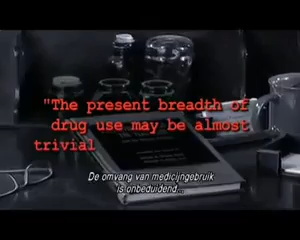 "The present breadth of
drug use may be almost
trivial
De omvang van medicijngebruik
is onbeduidend...